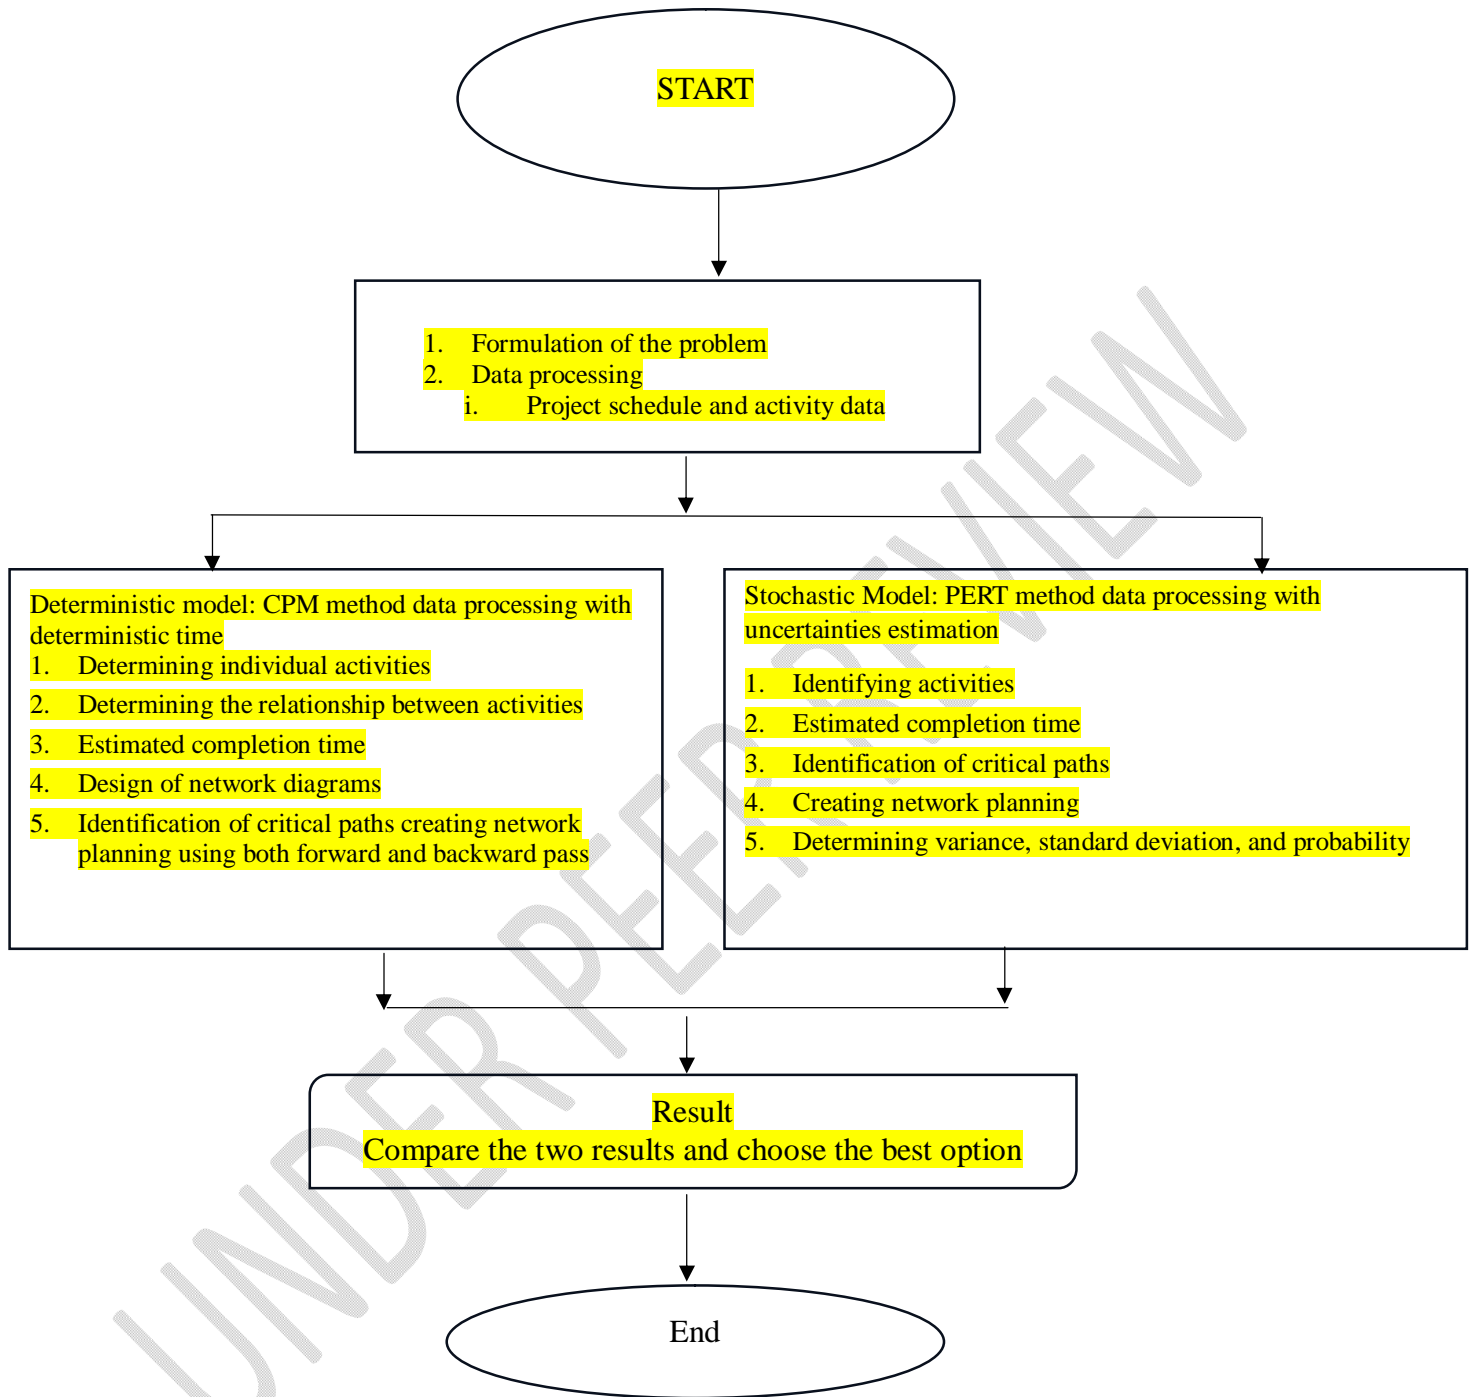 START
1. Formulation of the problem
2. Data processing
i. Project schedule and activity data
Deterministic model: CPM method data processing with
deterministic time
1. Determining individual activities
2. Determining the relationship between activities
3. Estimated completion time
4. Design of network diagrams
5. Identification of critical paths creating network
planning using both forward and backward pass
Stochastic Model: PERT method data processing with
uncertainties estimation
1. Identifying activities
2. Estimated completion time
3. Identification of critical paths
4. Creating network planning
5. Determining variance, standard deviation, and probability
Result
Compare the two results and choose the best option
End
UNDER PEER REVIEW